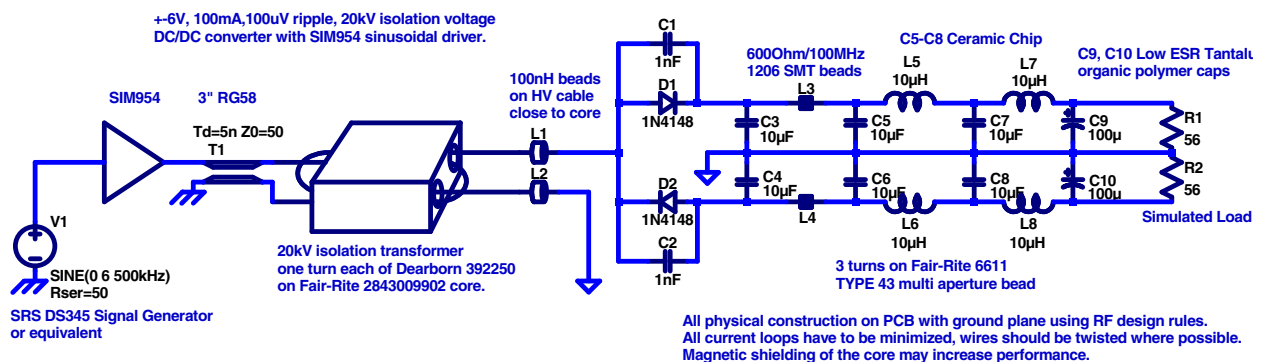 +-6V, 100mA,100uV ripple, 20kV isolation voltage
DC/DC converter with SIM954 sinusoidal driver.
SIM954
3" RG58
Td=5n Z0=50
T1
V1
SINE(0 6 500kHz)
Rser=50
SRS DS345 Signal Generator
or equivalent
20kV isolation transformer
one turn each of Dearborn 392250
on Fair-Rite 2843009902 core.
100nH beads
on HV cable
close to core
L1
L2
C1
1nF
D1
1N4148
D2
1N4148
C2
1nF
600Ohm/100MHz
1206 SMT beads
L3
C3
10µF
C4
10µF
L4
C5-C8 Ceramic Chip
L5
10µH
L7
10µH
C5
10µF
C7
10µF
C6
10µF
C8
10µF
L6
10µH
L8
10µH
C9, C10 Low ESR Tantalu
organic polymer caps
C9
100µ
C10
100µ
R1
56
R2
56
Simulated Load
3 turns on Fair-Rite 6611
TYPE 43 multi aperture bead
All physical construction on PCB with ground plane using RF design rules.
All current loops have to be minimized, wires should be twisted where possible.
Magnetic shielding of the core may increase performance.